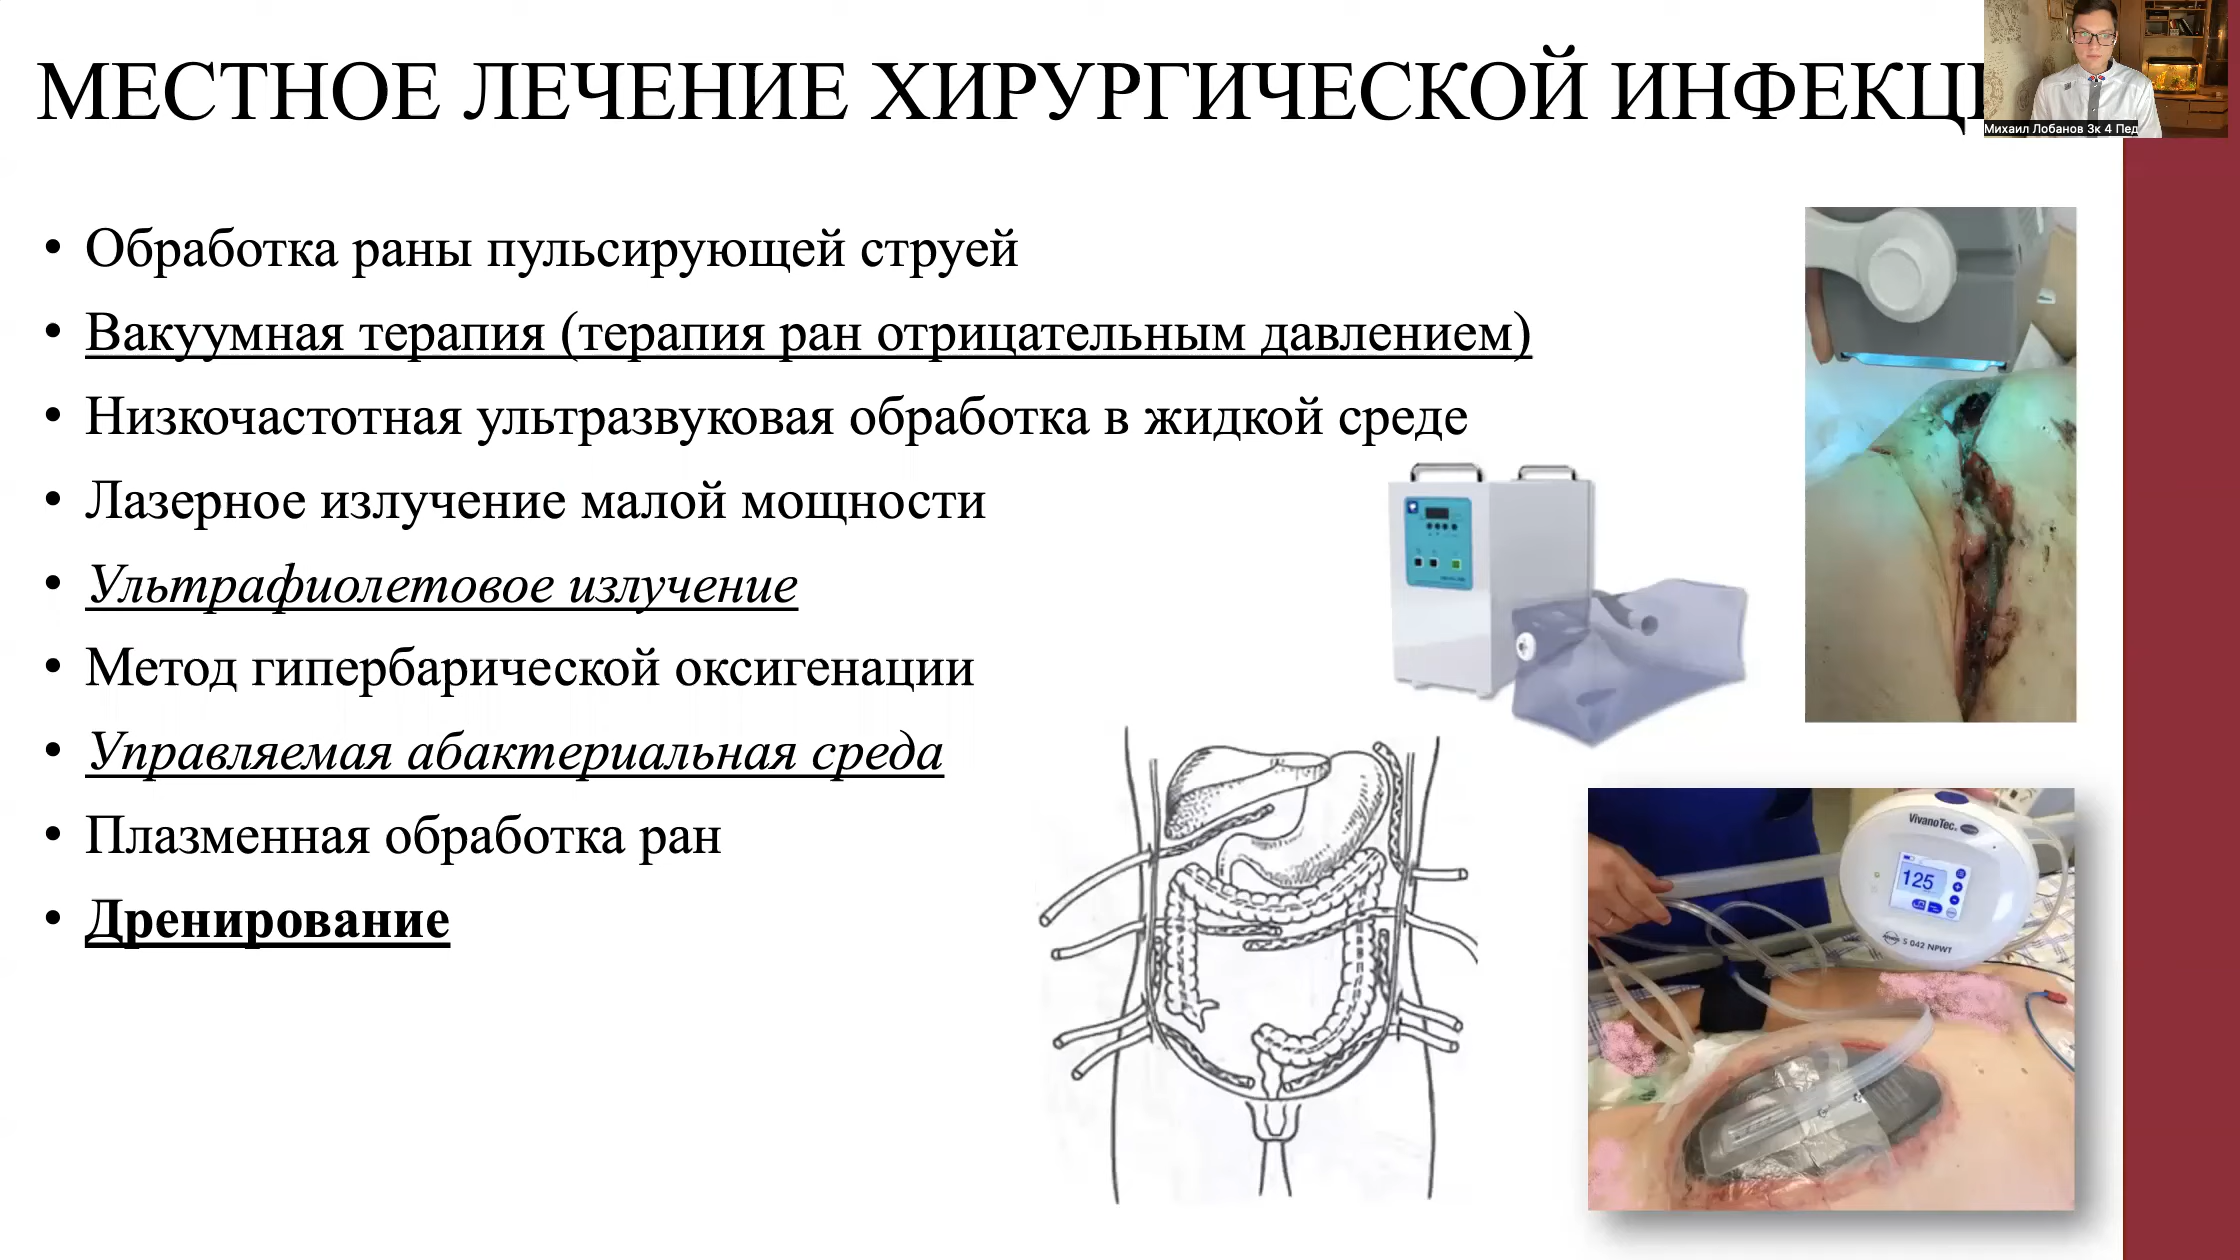 МЕСТНОЕ ЛЕЧЕНИЕ ХИРУРГИЧЕСКОЙ ИНФЕКЦ
Михаил Лобанов 3к 4 Пед
• Обработка раны пульсирующей струей
• Вакуумная терапия (терапия ран отрицательным давлением)
• Низкочастотная ультразвуковая обработка в жидкой среде
• Лазерное излучение малой мощности
• Ультрафиолетовое излучение
• Метод гипербарической оксигенации
• Управляемая абактериальная среда
• Плазменная обработка ран
• Дренирование
VivanoTec
125
S 042 NPWT